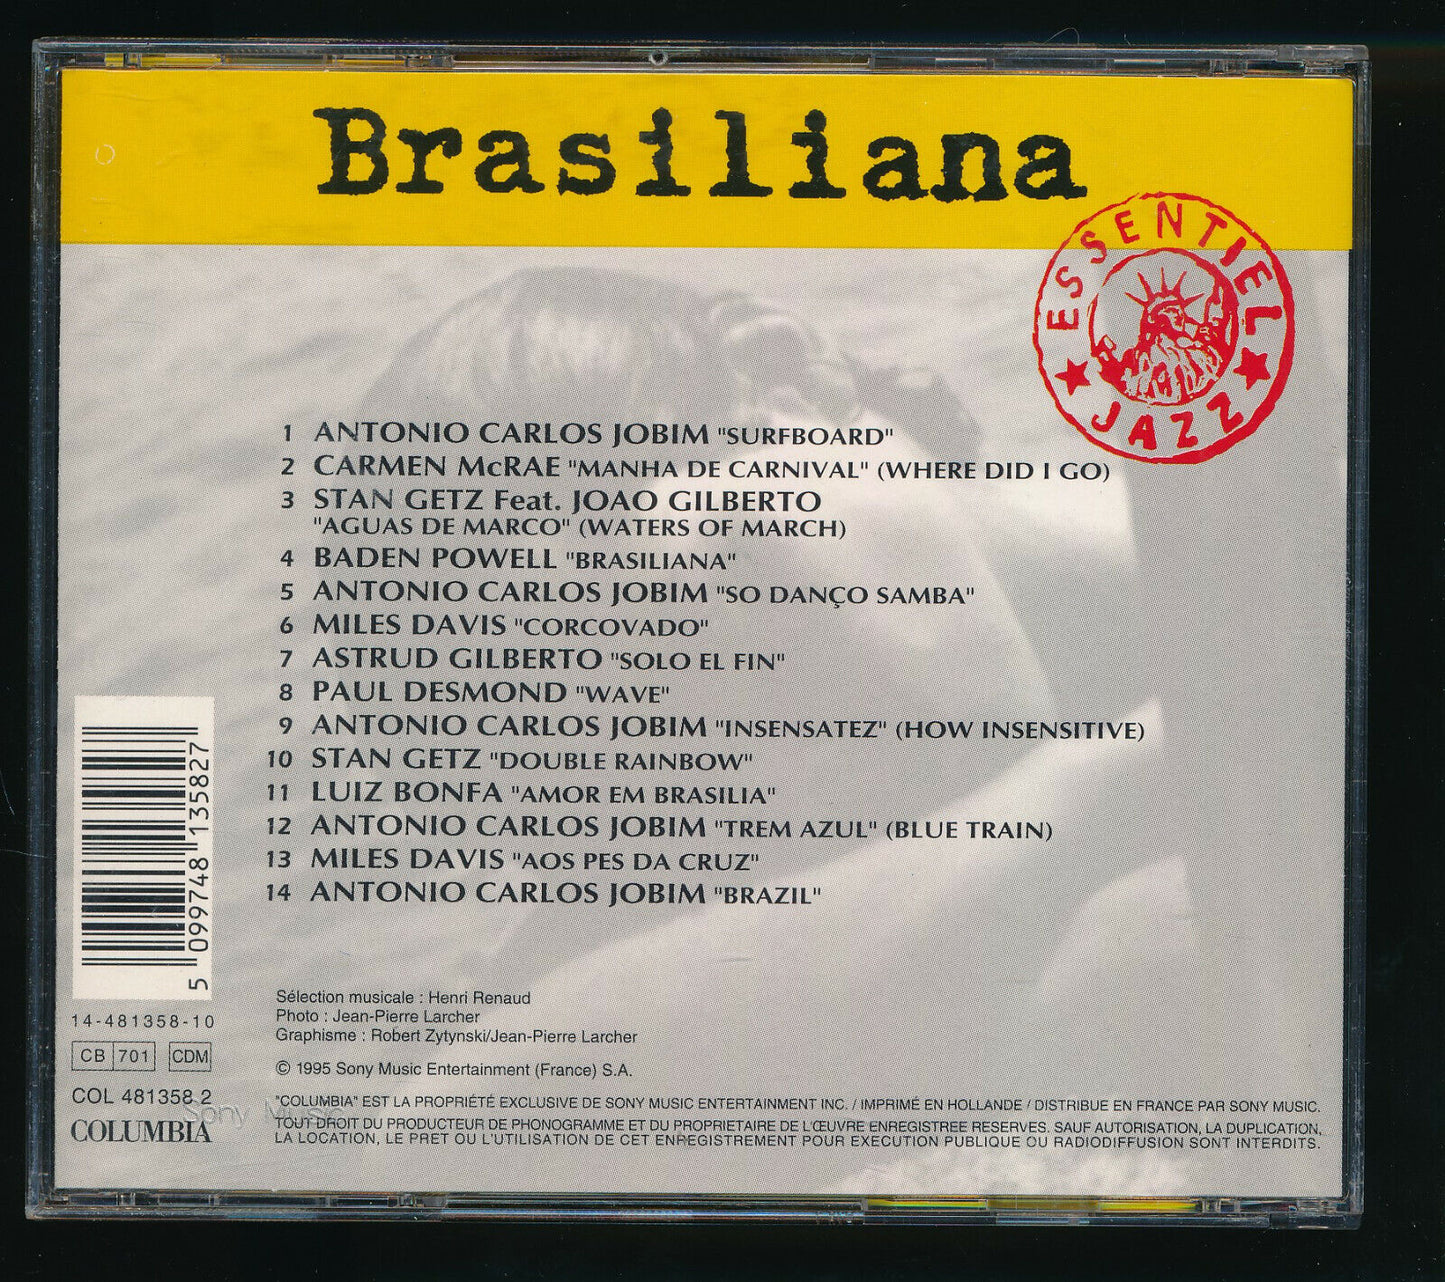 Brasiliana
ESSENTIEL
JAZZ
1 ANTONIO CARLOS JOBIM "SURFBOARD"
2 CARMEN McRAE "MANHA DE CARNIVAL" (WHERE DID I GO)
3 STAN GETZ Feat. JOAO GILBERTO
"AGUAS DE MARCO" (WATERS OF MARCH)
4 BADEN POWELL "BRASILIANA"
5 ANTONIO CARLOS JOBIM "SO DANÇO SAMBA"
6 MILES DAVIS "CORCOVADO"
7 ASTRUD GILBERTO "SOLO EL FIN"
8 PAUL DESMOND "WAVE"
9 ANTONIO CARLOS JOBIM "INSENSATEZ" (HOW INSENSITIVE)
10 STAN GETZ "DOUBLE RAINBOW"
11 LUIZ BONFA "AMOR EM BRASILIA"
12 ANTONIO CARLOS JOBIM "TREM AZUL" (BLUE TRAIN)
13 MILES DAVIS "AOS PES DA CRUZ"
14 ANTONIO CARLOS JOBIM "BRAZIL"
5 099748 135827
14-481358-10
CB 701 CDM
COL 481358 2
Sony Music
COLUMBIA
Sélection musicale : Henri Renaud
Photo : Jean-Pierre Larcher
Graphisme : Robert Zytynski/Jean-Pierre Larcher
© 1995 Sony Music Entertainment (France) S.A.
"COLUMBIA" EST LA PROPRIÉTÉ EXCLUSIVE DE SONY MUSIC ENTERTAINMENT INC. / IMPRIMÉ EN HOLLANDE / DISTRIBUE EN FRANCE PAR SONY MUSIC.
TOUT DROIT DU PRODUCTEUR DE PHONOGRAMME ET DU PROPRIETAIRE DE L'ŒUVRE ENREGISTREE RESERVES. SAUF AUTORISATION, LA DUPLICATION,
LA LOCATION, LE PRET OU L'UTILISATION DE CET ENREGISTREMENT POUR EXECUTION PUBLIQUE OU RADIODIFFUSION SONT INTERDITS.